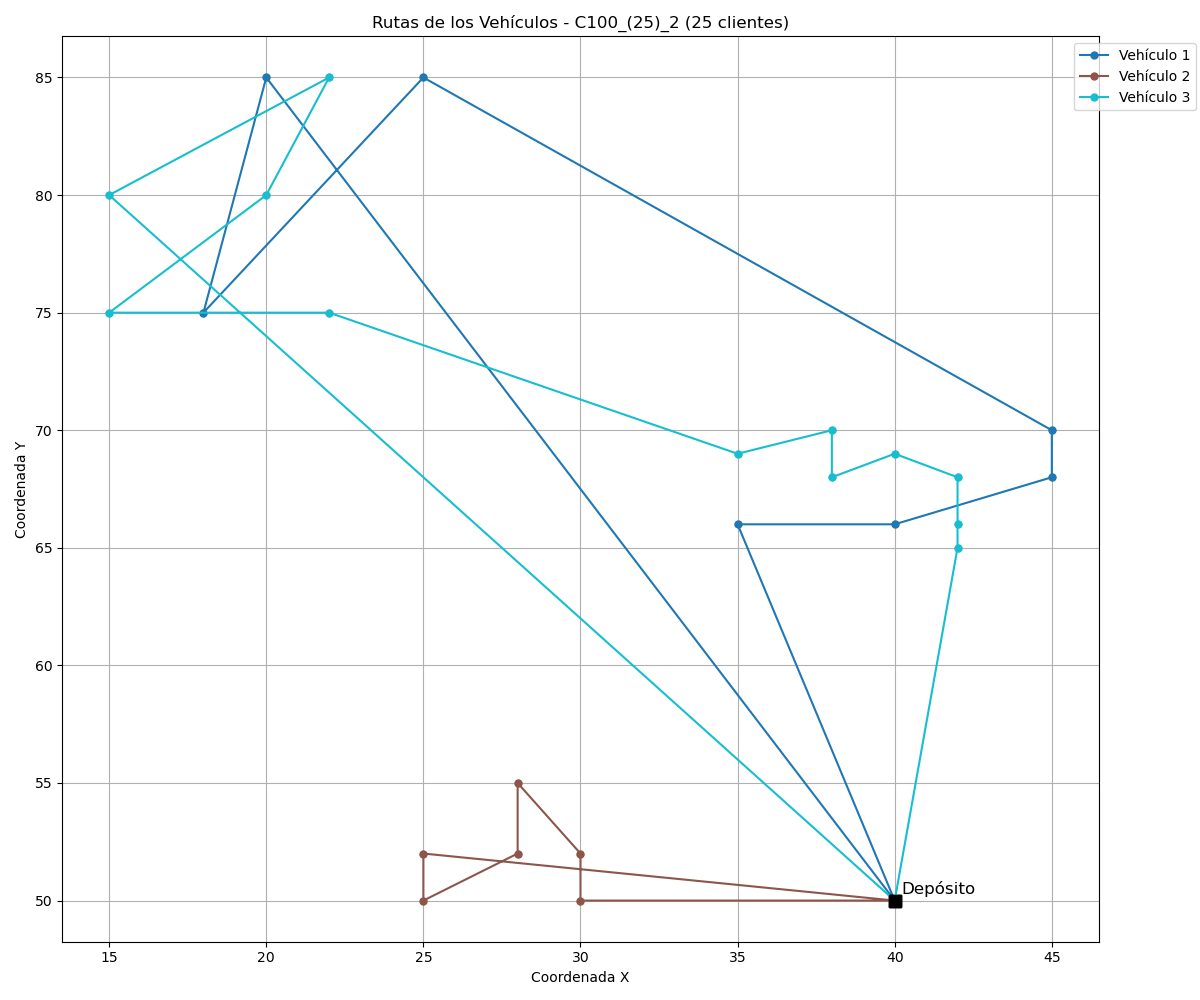 Rutas de los Vehículos - C100_(25)_2 (25 clientes)
Vehículo 1
Vehículo 2
Vehículo 3
Coordenada Y
85
80
75
70
65
60
55
50
Depósito
15
20
25
30
35
40
45
Coordenada X